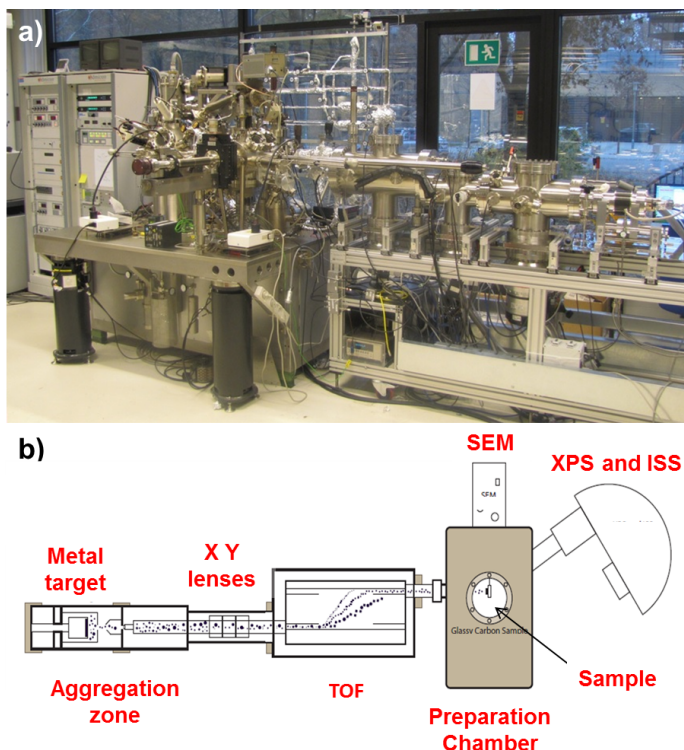 a)
b)
SEM
XPS and ISS
SEM
Metal
target
X Y
lenses
Glassy Carbon Sample
Aggregation
zone
TOF
Sample
Preparation
Chamber